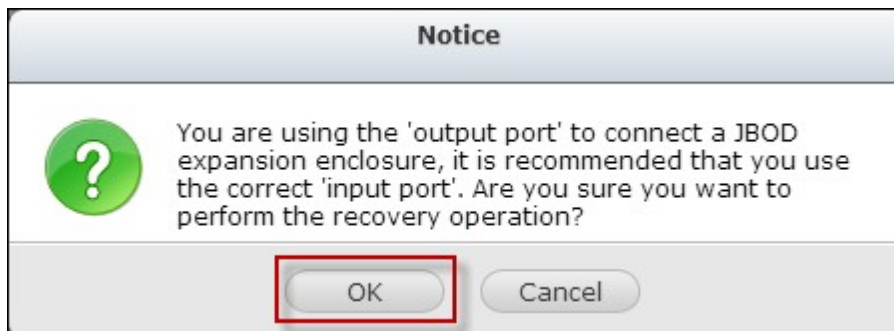 Notice
You are using the 'output port' to connect a JBOD
expansion enclosure, it is recommended that you use
the correct 'input port'. Are you sure you want to
perform the recovery operation?
OK Cancel